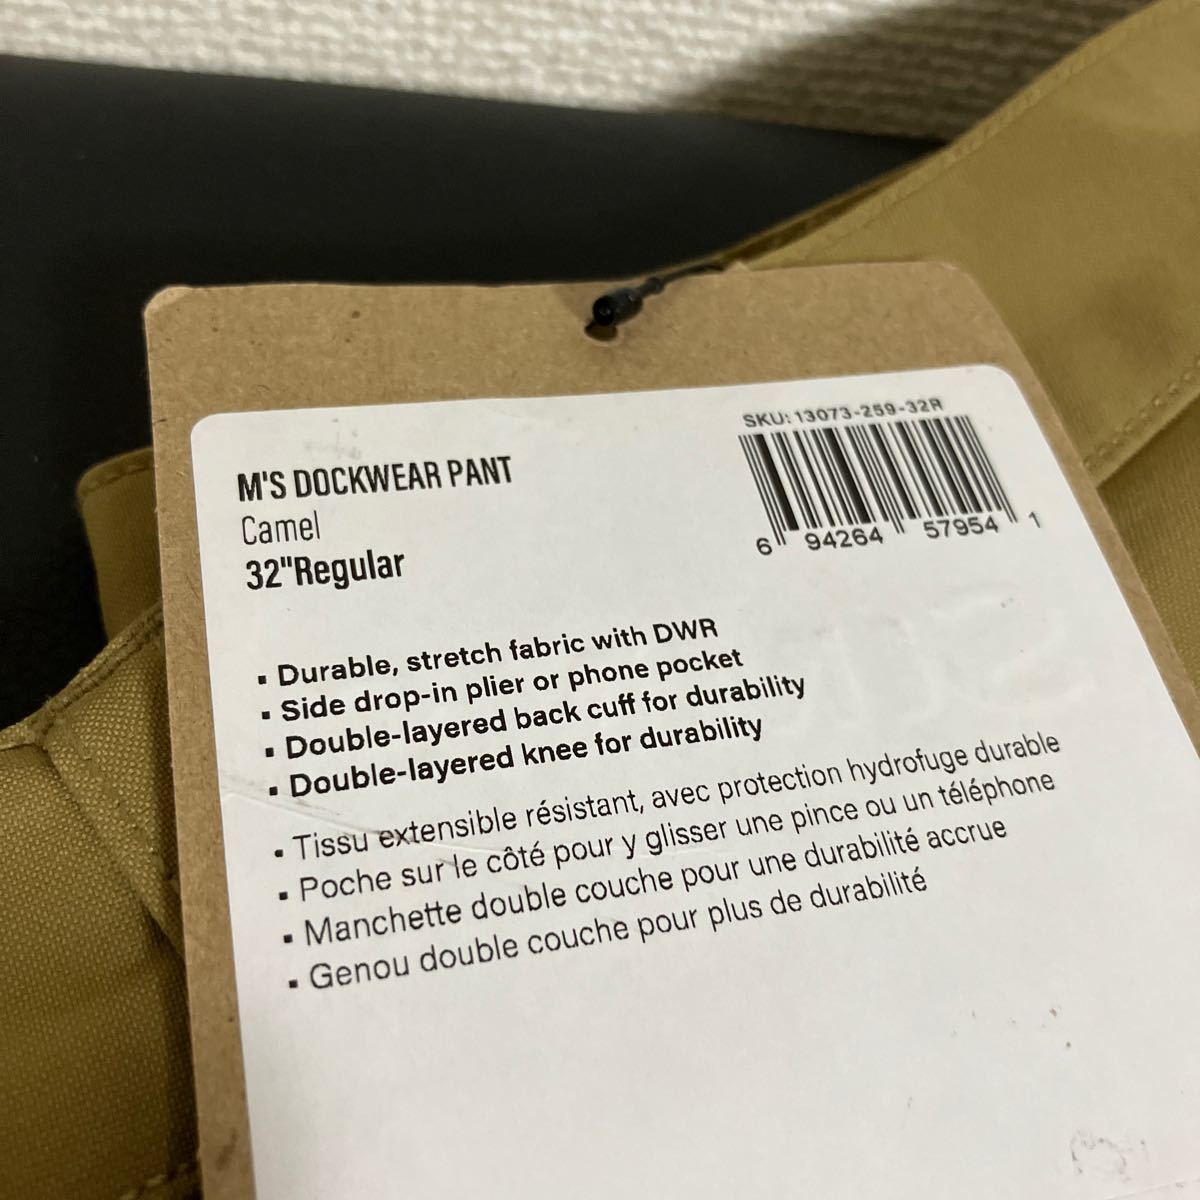 SKU: 13073-259-32R
6 94264 57954 1
M'S DOCKWEAR PANT
Camel
32"Regular
▪ Durable, stretch fabric with DWR
▪ Side drop-in plier or phone pocket
▪ Double-layered back cuff for durability
▪ Double-layered knee for durability
▪ Tissu extensible résistant, avec protection hydrofuge durable
▪ Poche sur le côté pour y glisser une pince ou un téléphone
▪ Manchette double couche pour une durabilité accrue
▪ Genou double couche pour plus de durabilité